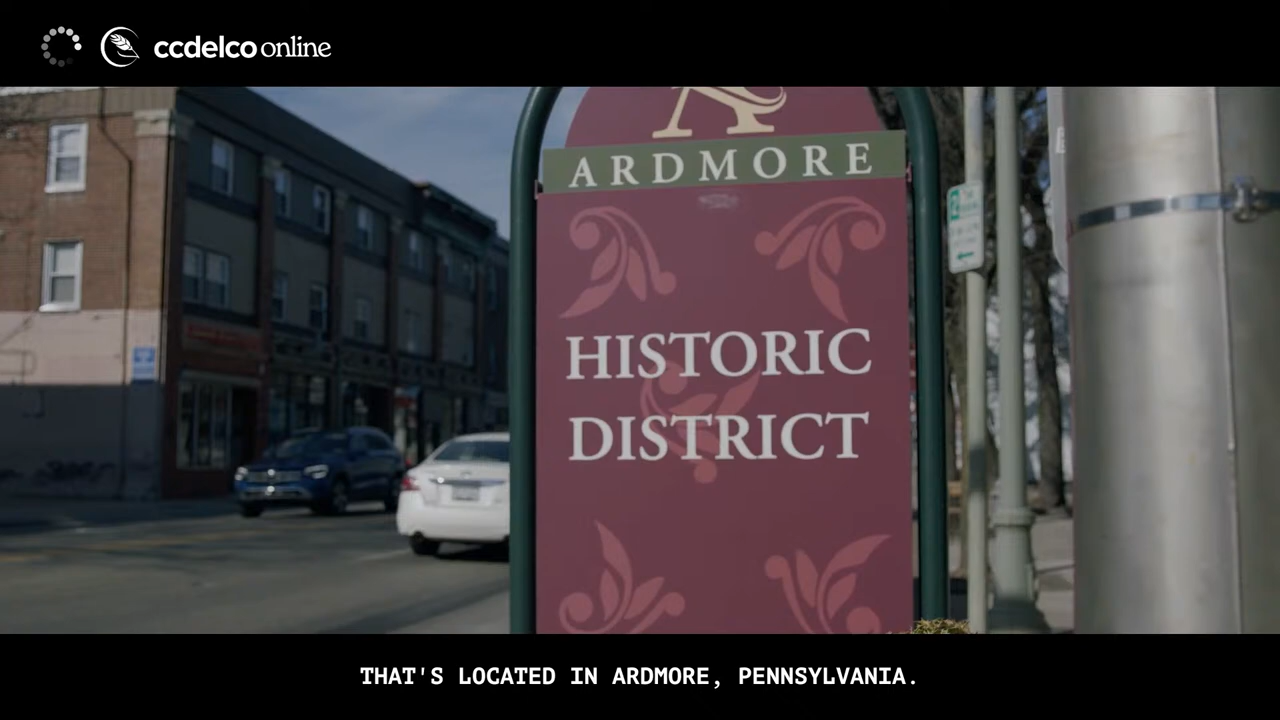 ccdelco online
ARDMORE
HISTORIC
DISTRICT
THAT'S LOCATED IN ARDMORE, PENNSYLVANIA.